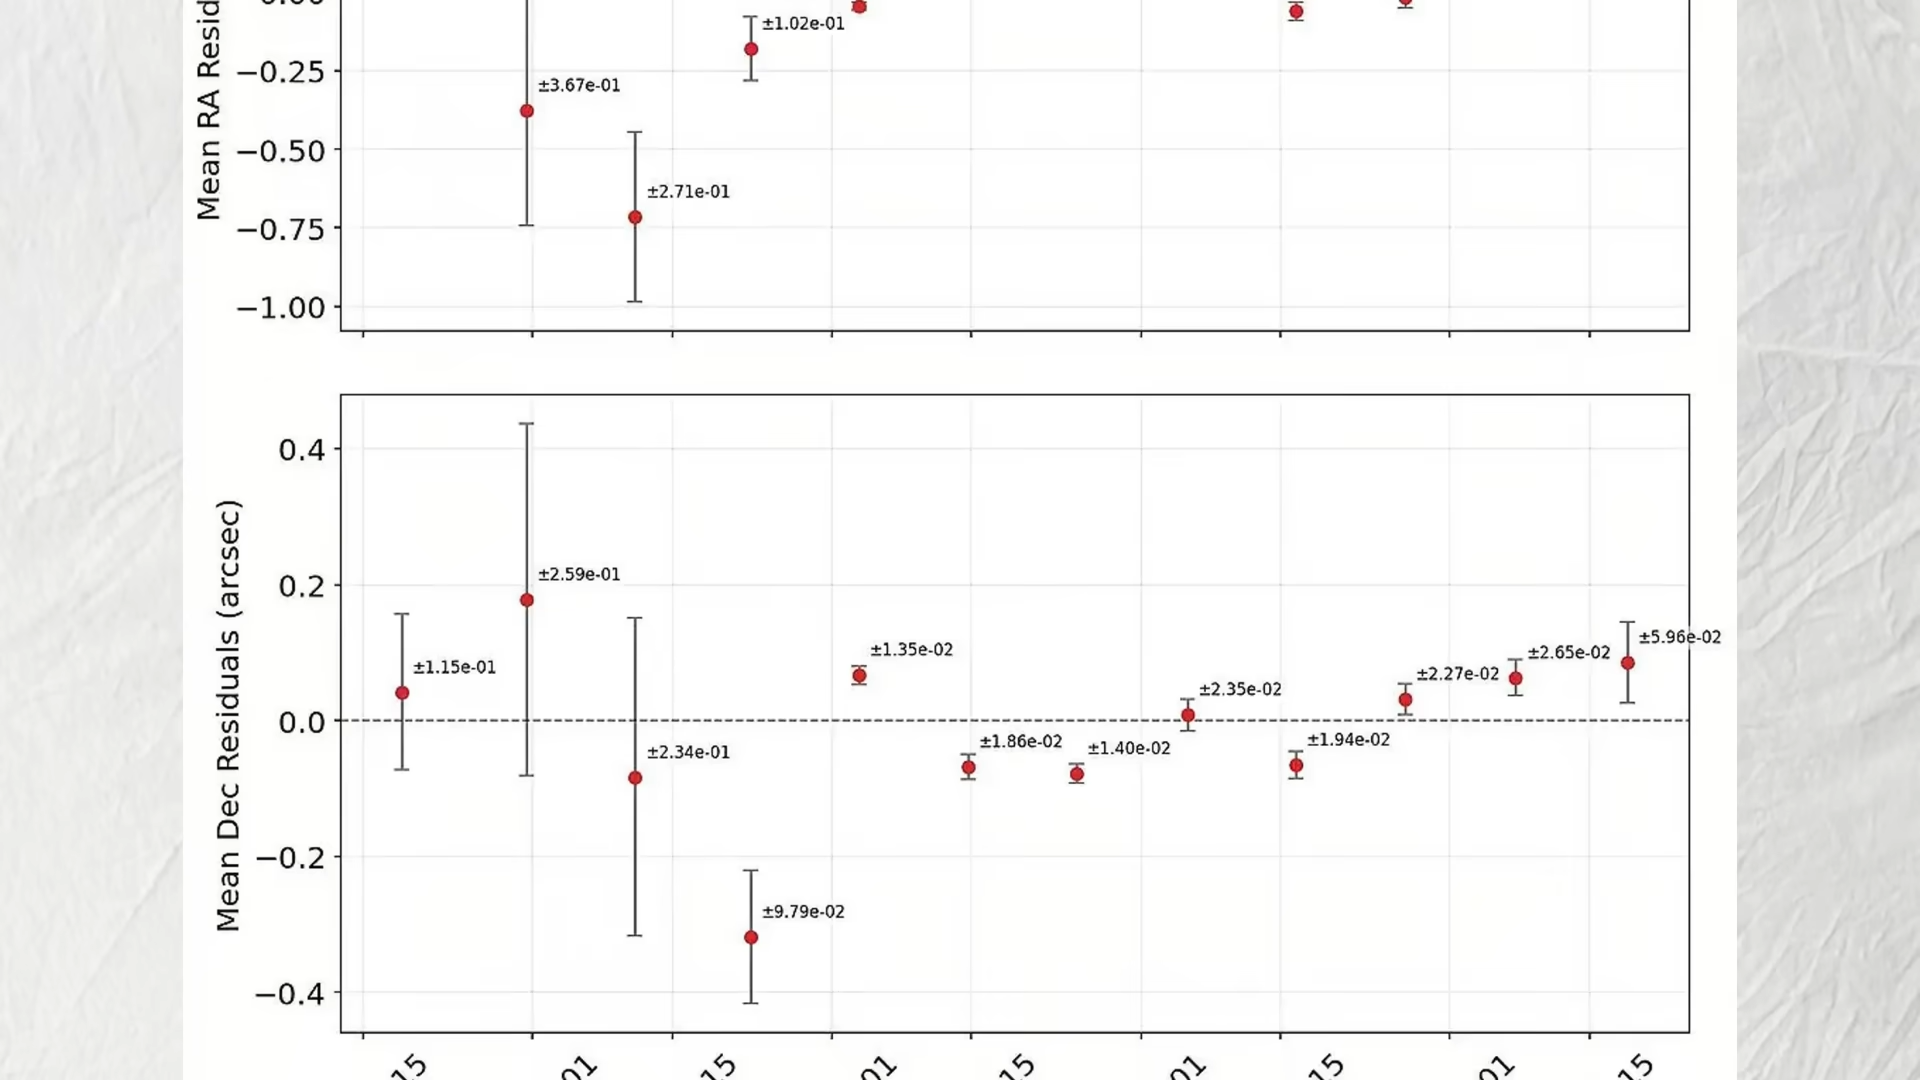 Mean RA Resid
0.00
−0.25
−0.50
−0.75
−1.00
±1.02e-01
±3.67e-01
±2.71e-01
Mean Dec Residuals (arcsec)
0.4
0.2
0.0
−0.2
−0.4
±1.15e-01
±2.59e-01
±2.34e-01
±9.79e-02
±1.35e-02
±1.86e-02
±1.40e-02
±2.35e-02
±1.94e-02
±2.27e-02
±2.65e-02
±5.96e-02
15
01
15
01
15
01
15
01
15